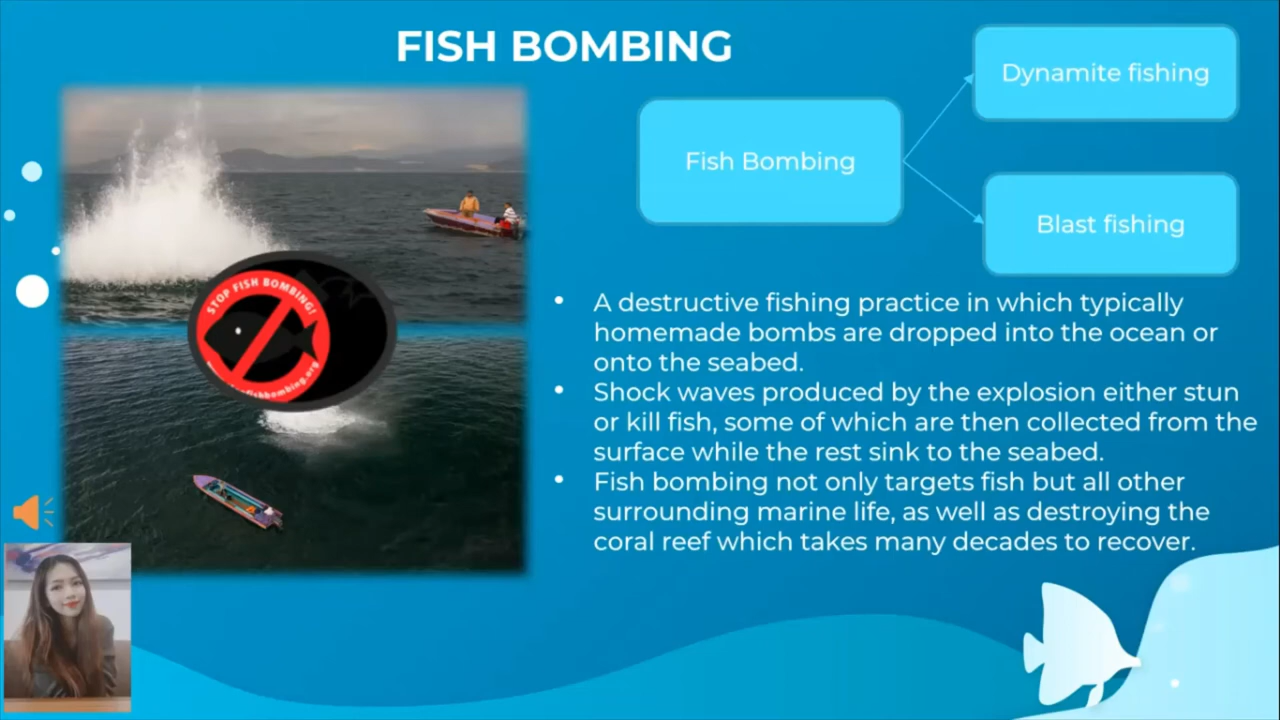 FISH BOMBING
Dynamite fishing
Fish Bombing
Blast fishing
STOP FISH BOMBING!
• A destructive fishing practice in which typically
homemade bombs are dropped into the ocean or
onto the seabed.
• Shock waves produced by the explosion either stun
or kill fish, some of which are then collected from the
surface while the rest sink to the seabed.
• Fish bombing not only targets fish but all other
surrounding marine life, as well as destroying the
coral reef which takes many decades to recover.